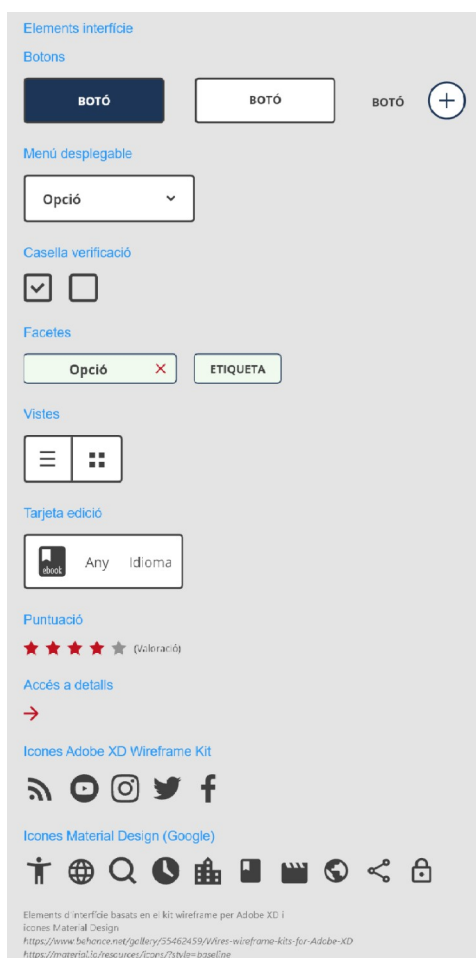 Elements interfície
Botons
BOTÓ BOTÓ BOTÓ
Menú desplegable
Opció
Casella verificació
Facetes
Opció ETIQUETA
Vistes
Tarjeta edició
ebook Any Idioma
Puntuació
(Valoració)
Accés a detalls
Icones Adobe XD Wireframe Kit
Icones Material Design (Google)
Elements d'interfície basats en el kit wireframe per Adobe XD i
icones Material Design
https://www.behance.net/gallery/55462459/Wires-wireframe-kits-for-Adobe-XD
https://material.io/resources/icons/?style=baseline